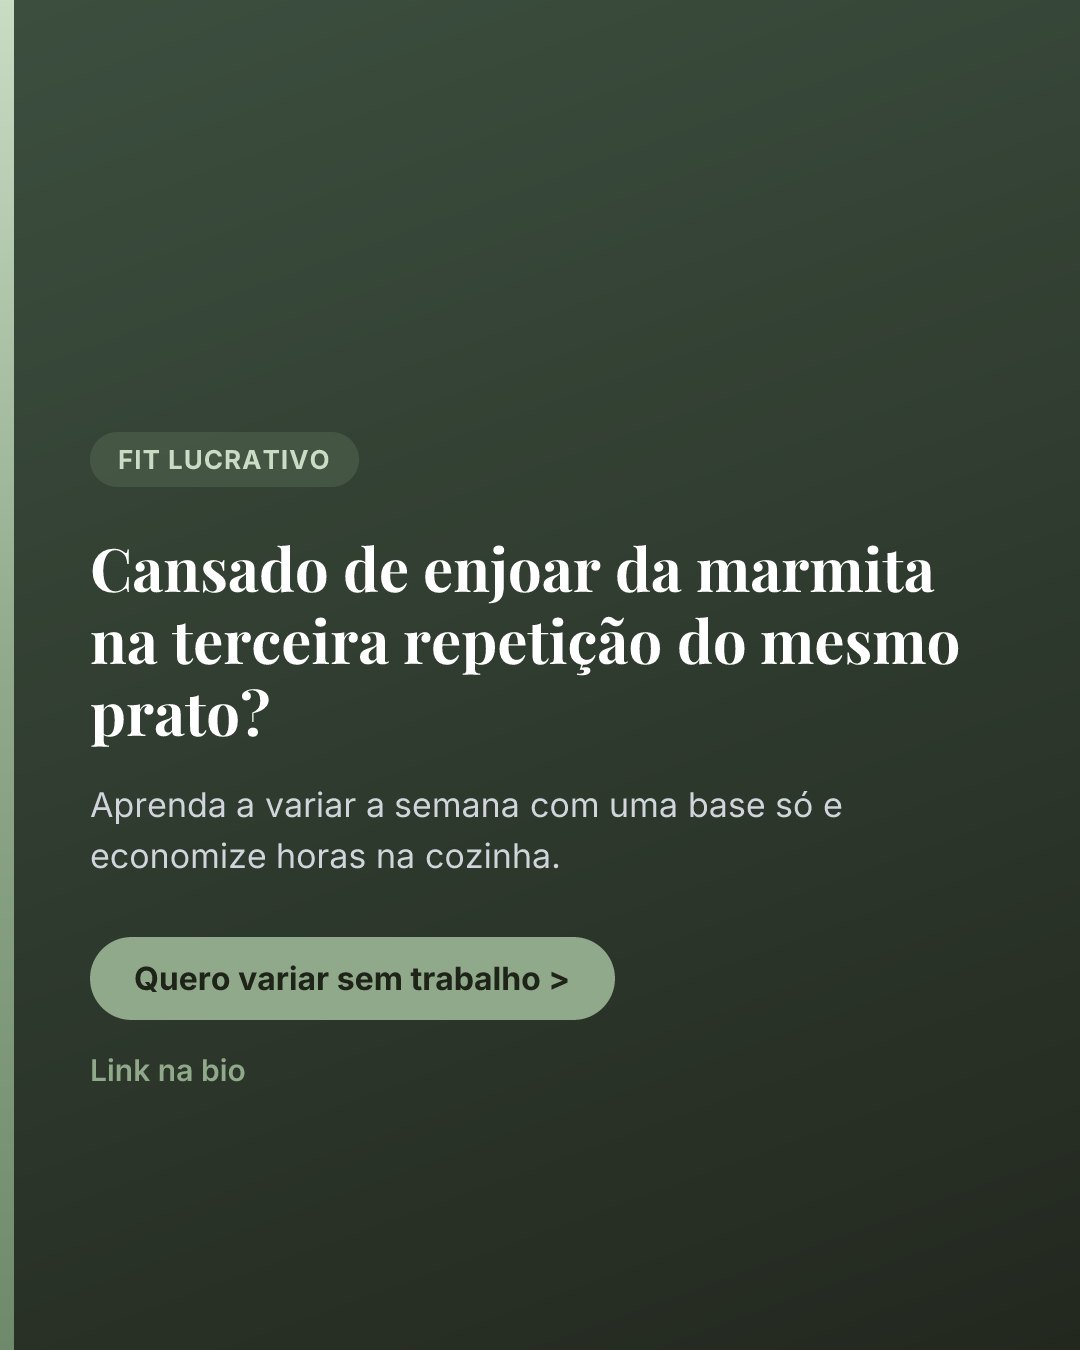 FIT LUCRATIVO
Cansado de enjoar da marmita
na terceira repetição do mesmo
prato?
Aprenda a variar a semana com uma base só e
economize horas na cozinha.
Quero variar sem trabalho >
Link na bio